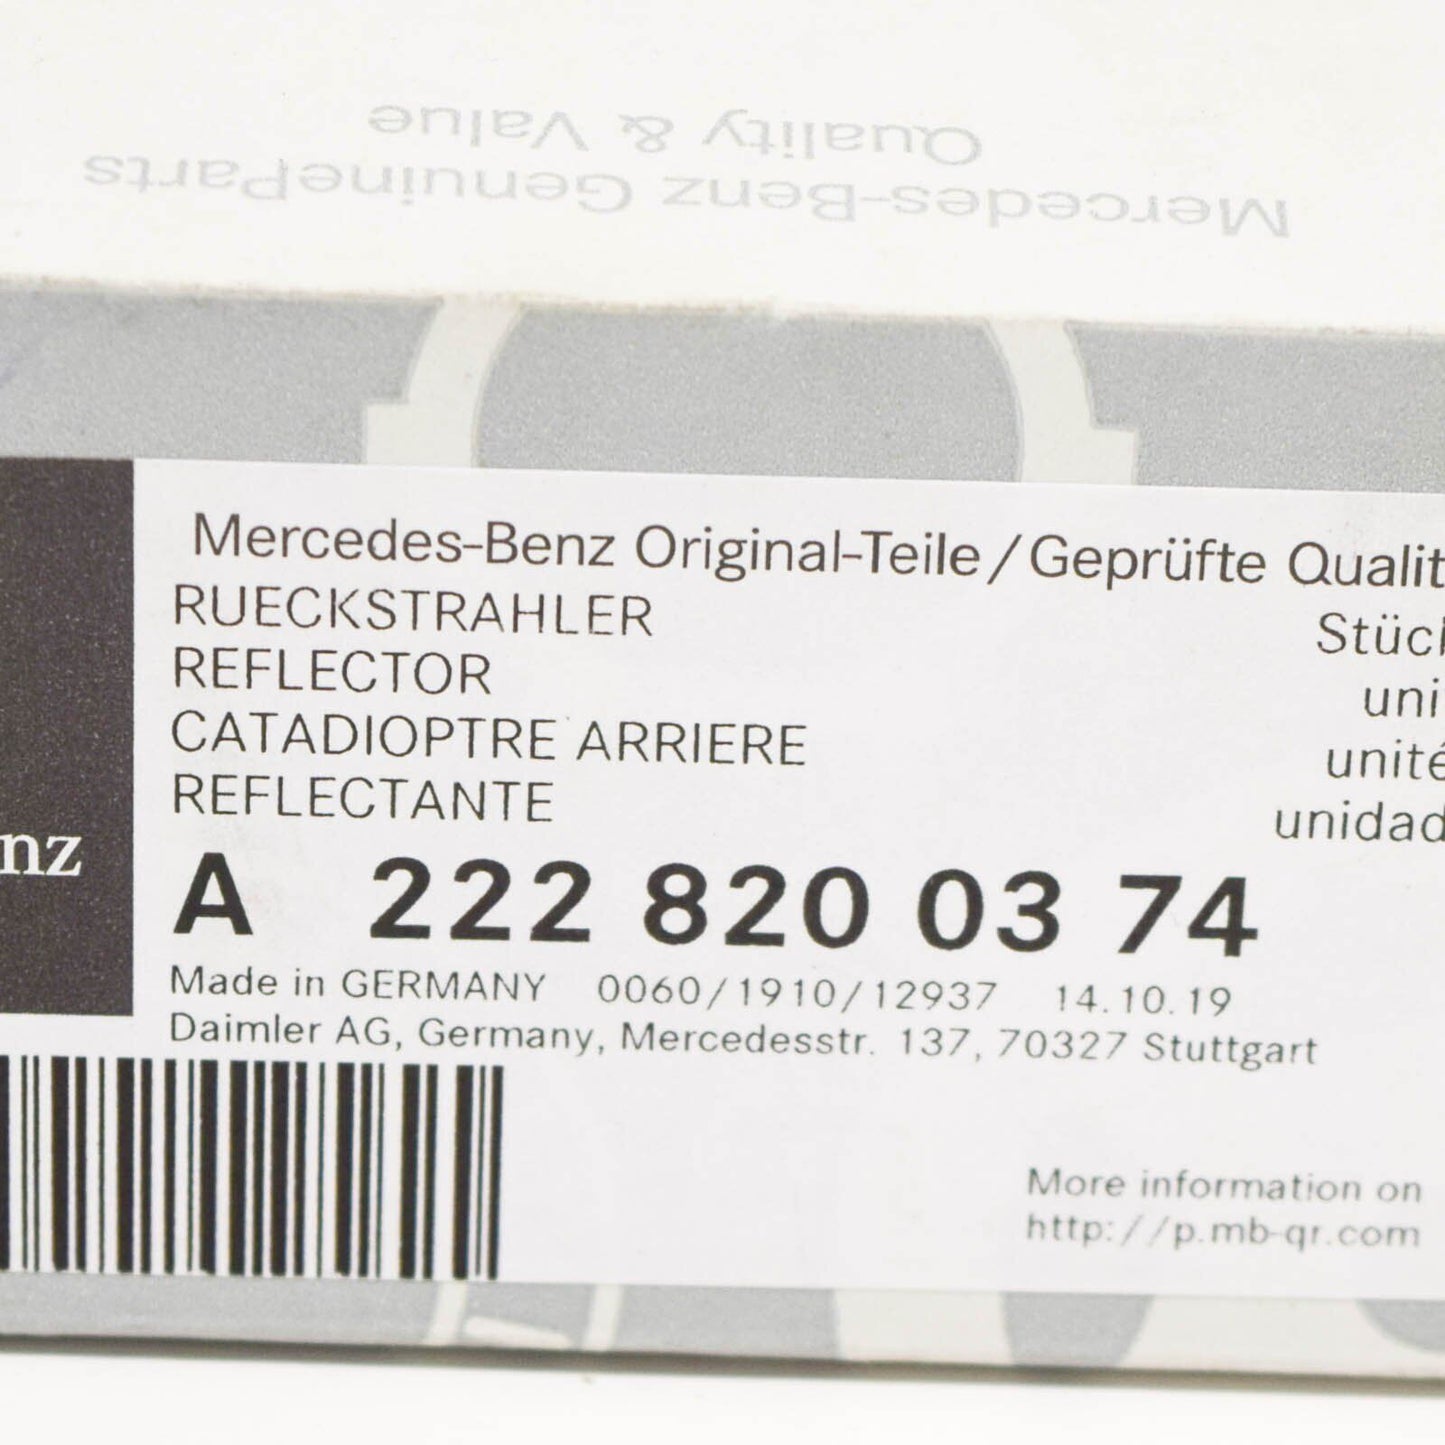 Mercedes-Benz GenuineParts
Quality & Value
Mercedes-Benz Original-Teile/Geprüfte Qualit
RUECKSTRAHLER
REFLECTOR
CATADIOPTRE ARRIERE
REFLECTANTE
Stück
uni
unité
unidad
nz
A 222 820 03 74
Made in GERMANY 0060/1910/12937 14.10.19
Daimler AG, Germany, Mercedesstr. 137, 70327 Stuttgart
More information on
http://p.mb-qr.com